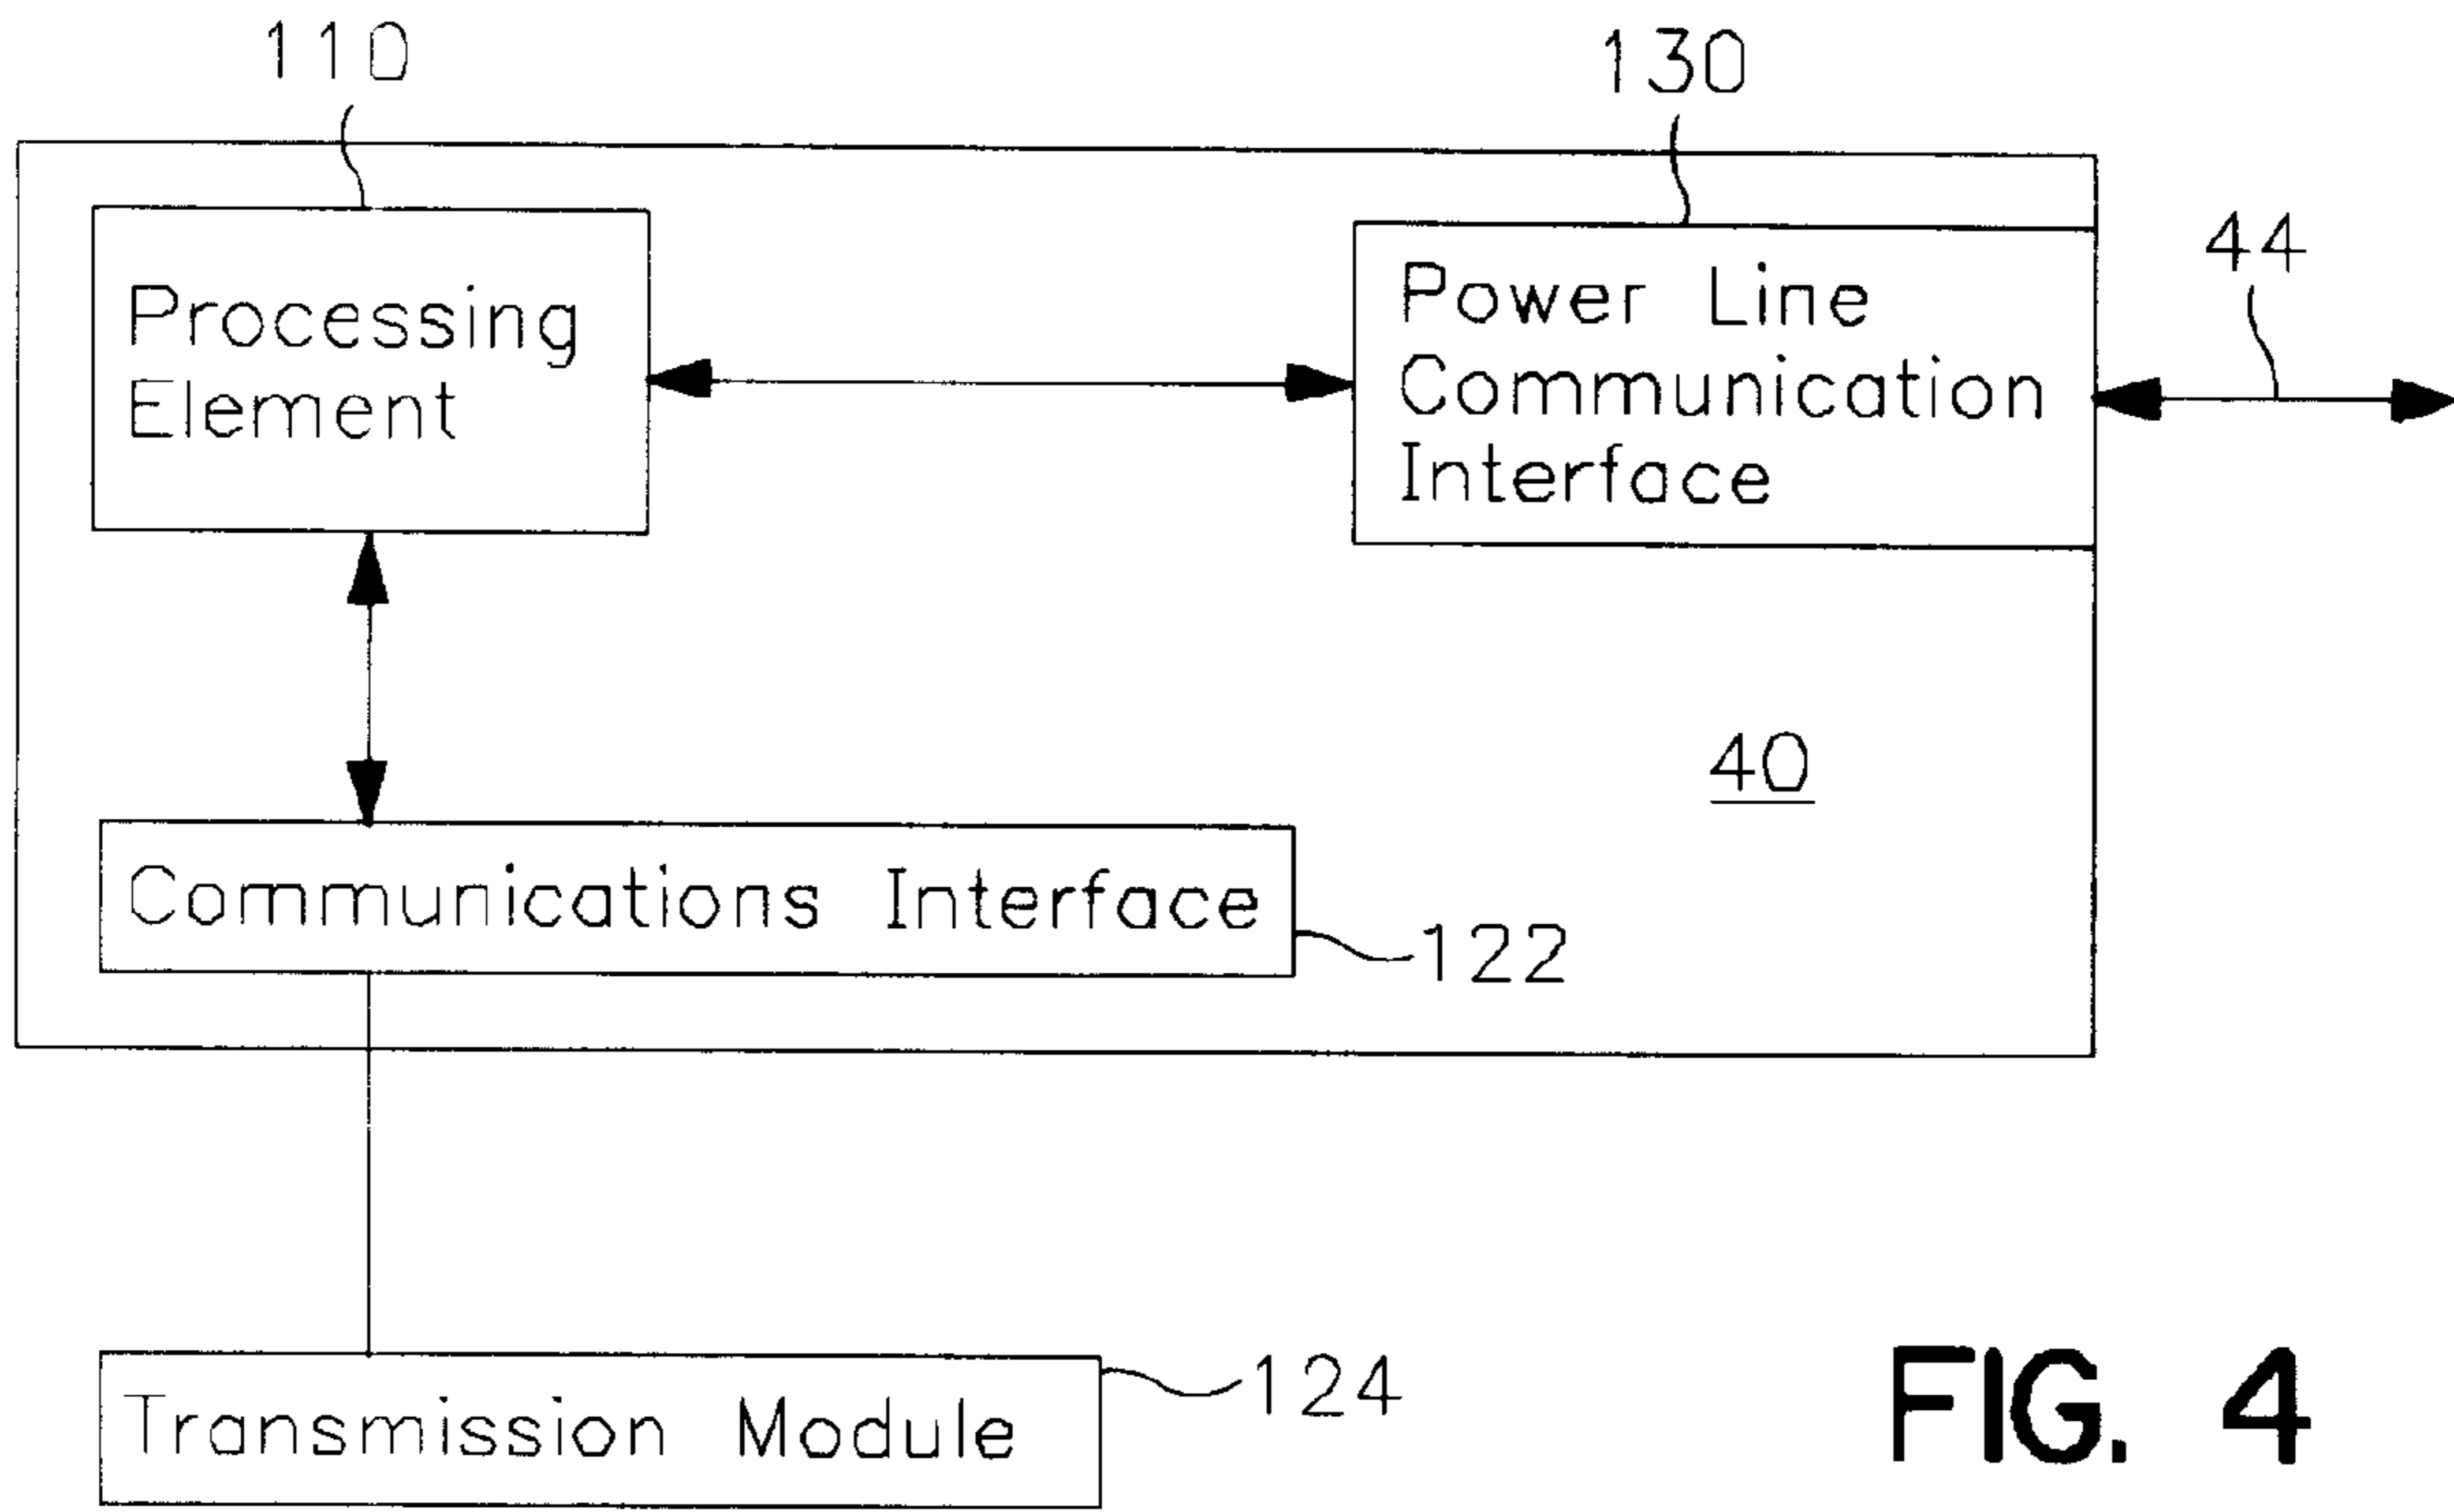 110
130
44
Processing
Element
Power Line
Communication
Interface
40
Communications Interface
122
Transmission Module
124
FIG. 4